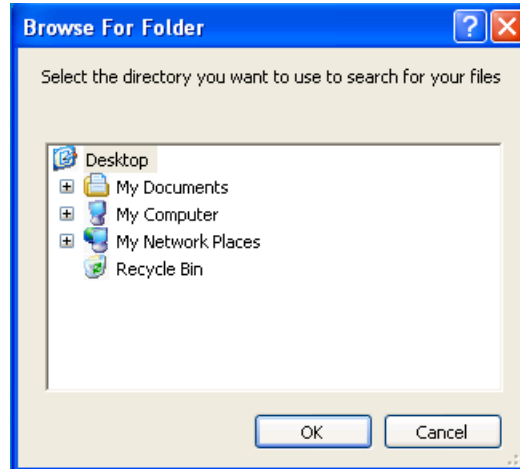 Browse For Folder
Select the directory you want to use to search for your files
Desktop
My Documents
My Computer
My Network Places
Recycle Bin
OK Cancel